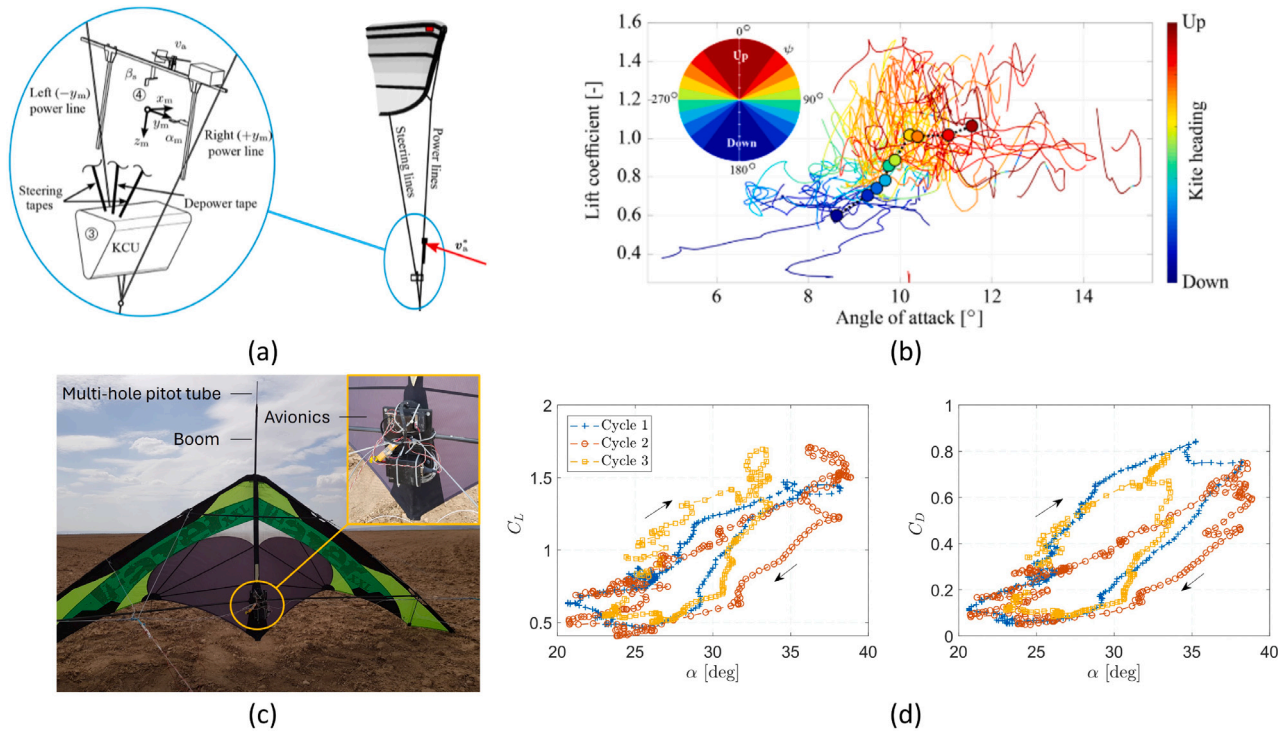 v_a
β_s
④
Left (−y_m)
power line
x_m
y_m
z_m
α_m
Right (+y_m)
power line
Steering
tapes
Depower tape
③
KCU
Steering lines
Power lines
v_a^*
(a)
Lift coefficient [-]
1.6
1.4
1.2
1.0
0.8
0.6
0.4
0°
ψ
Up
-270°
90°
Down
180°
6
8
10
12
14
Angle of attack [°]
Up
Kite heading
Down
(b)
Multi-hole pitot tube
Boom
Avionics
(c)
C_L
2
1.5
1
0.5
Cycle 1
Cycle 2
Cycle 3
20
25
30
35
40
α [deg]
C_D
1
0.8
0.6
0.4
0.2
0
20
25
30
35
40
α [deg]
(d)